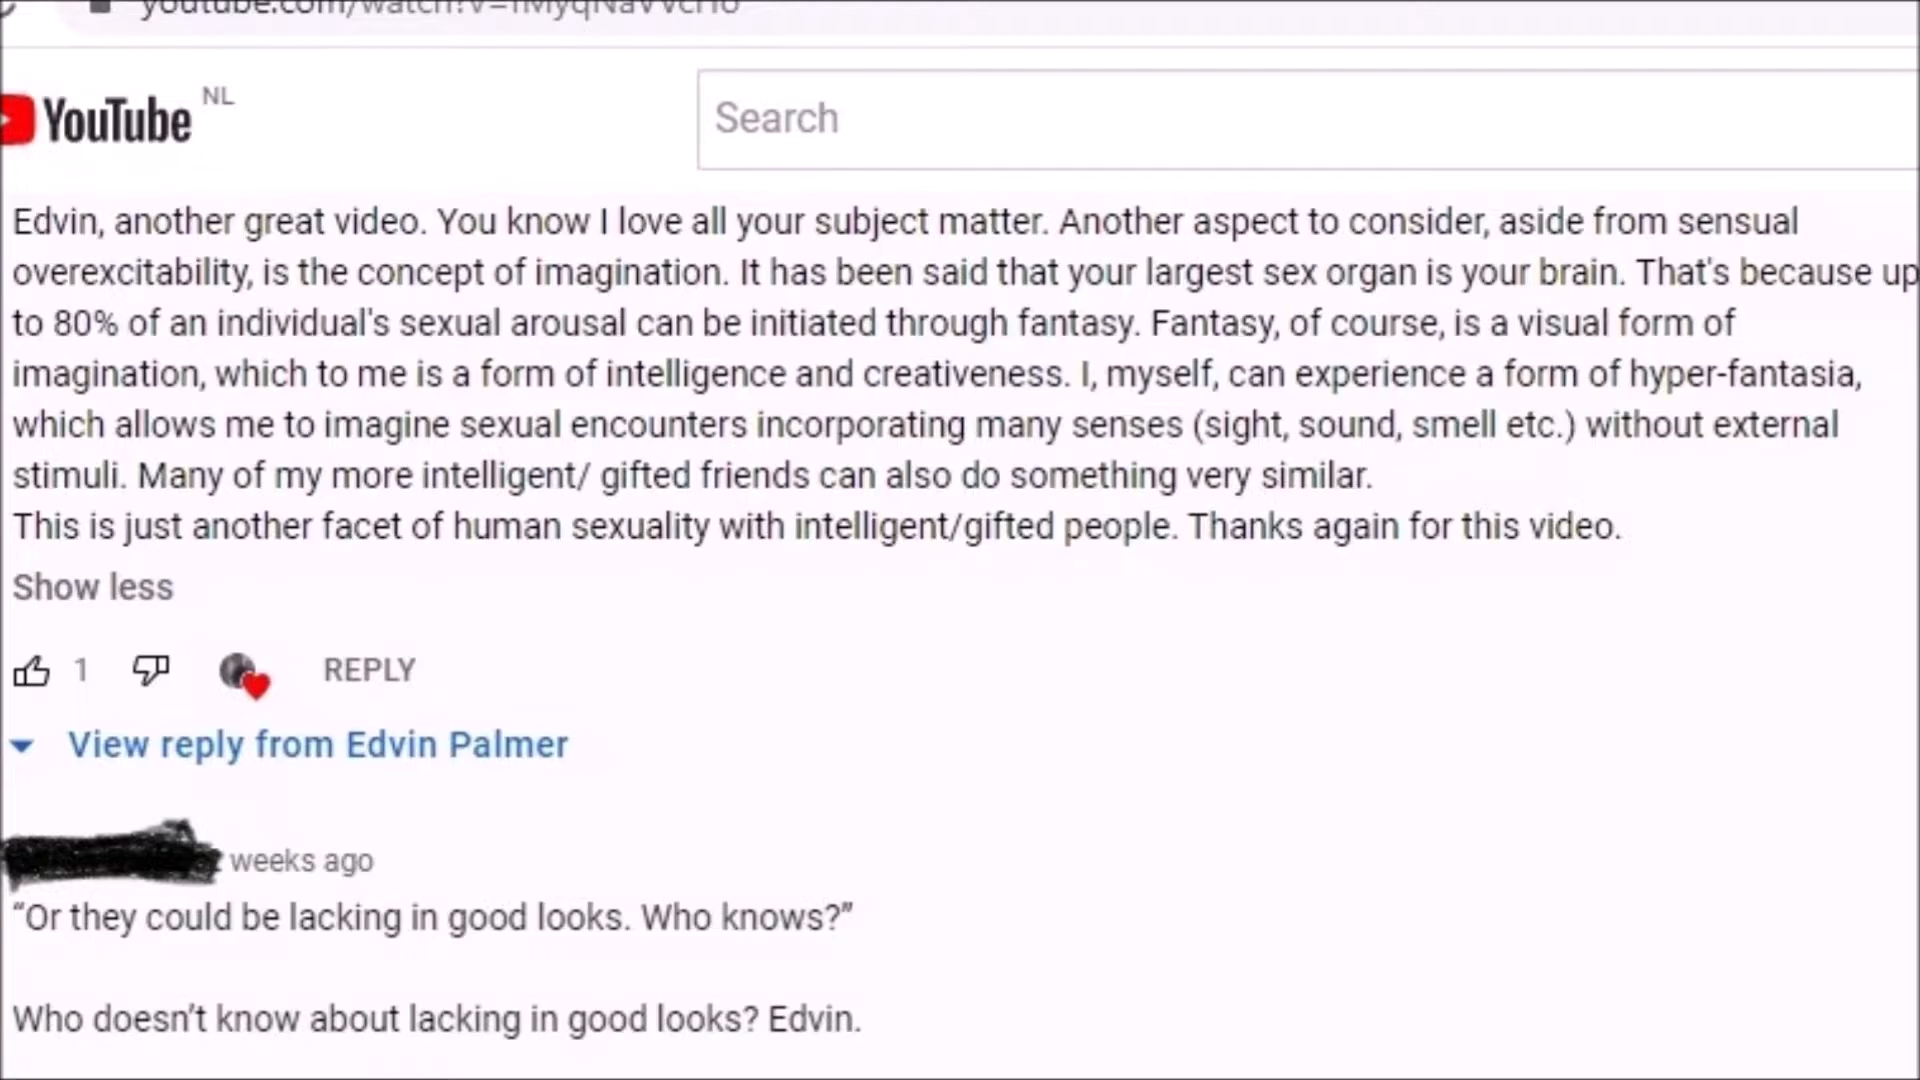 YouTube NL
Search
Edvin, another great video. You know I love all your subject matter. Another aspect to consider, aside from sensual
overexcitability, is the concept of imagination. It has been said that your largest sex organ is your brain. That's because up
to 80% of an individual's sexual arousal can be initiated through fantasy. Fantasy, of course, is a visual form of
imagination, which to me is a form of intelligence and creativeness. I, myself, can experience a form of hyper-fantasia,
which allows me to imagine sexual encounters incorporating many senses (sight, sound, smell etc.) without external
stimuli. Many of my more intelligent/ gifted friends can also do something very similar.
This is just another facet of human sexuality with intelligent/gifted people. Thanks again for this video.
Show less
1 REPLY
View reply from Edvin Palmer
weeks ago
“Or they could be lacking in good looks. Who knows?”
Who doesn’t know about lacking in good looks? Edvin.